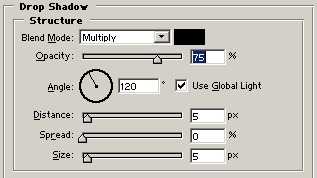 Drop Shadow
Structure
Blend Mode: Multiply
Opacity: 75 %
Angle: 120 ° Use Global Light
Distance: 5 px
Spread: 0 %
Size: 5 px